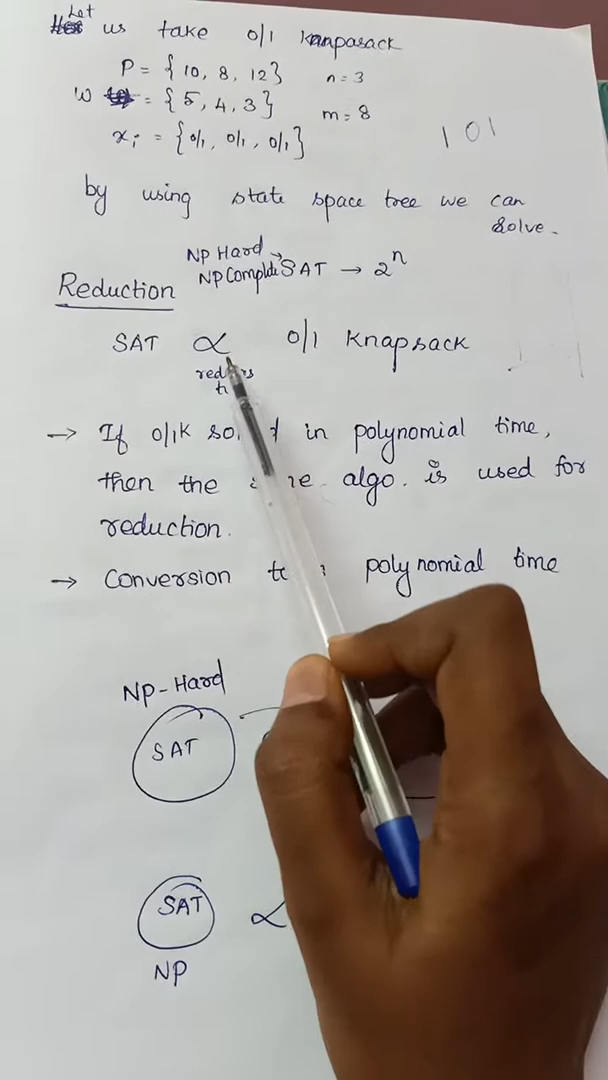 Let
us take 0/1 Knapasack
P = {10, 8, 12} n = 3
W = {5, 4, 3} m = 8
xi = {0/1, 0/1, 0/1}
1 0 1
by using state space tree we can
solve.
NP Hard →
Reduction NP Complete SAT → 2^n
SAT ∝ 0/1 Knapsack
→ If 0/1K in polynomial time,
then the algo. is used for
reduction.
→ Conversion polynomial time
NP-Hard
SAT
SAT ∝
NP